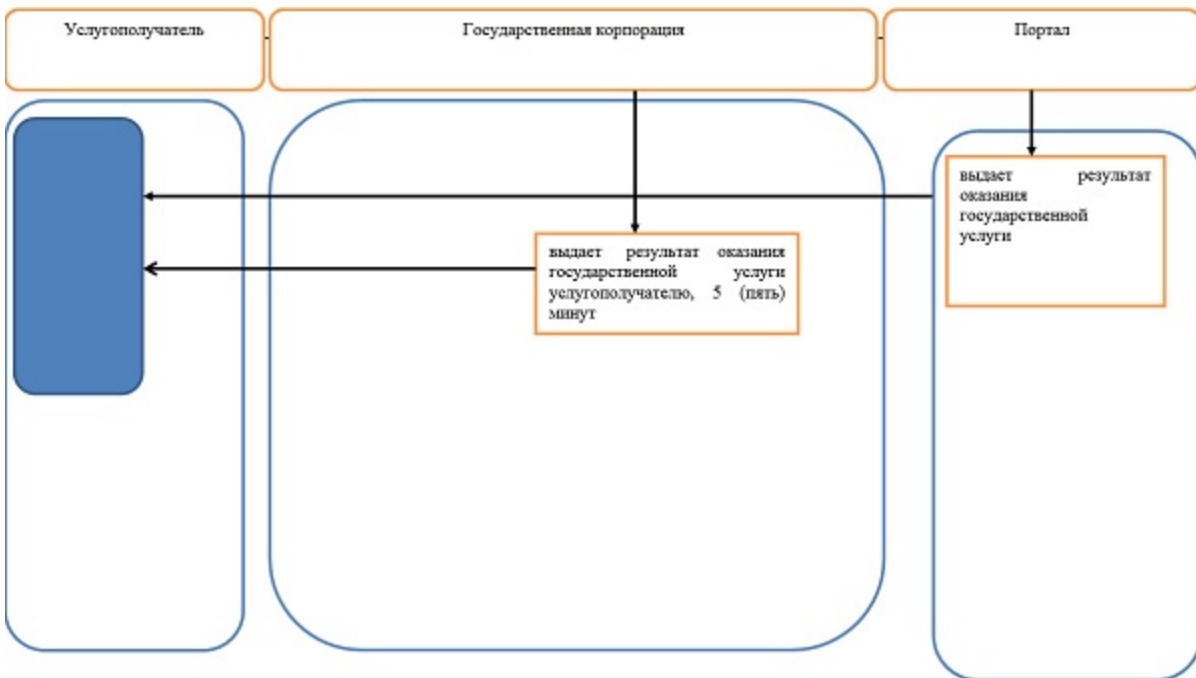 Услугополучатель
Государственная корпорация
Портал
выдает результат
оказания
государственной
услуги
выдает результат оказания
государственной услуги
услугополучателю, 5 (пять)
минут